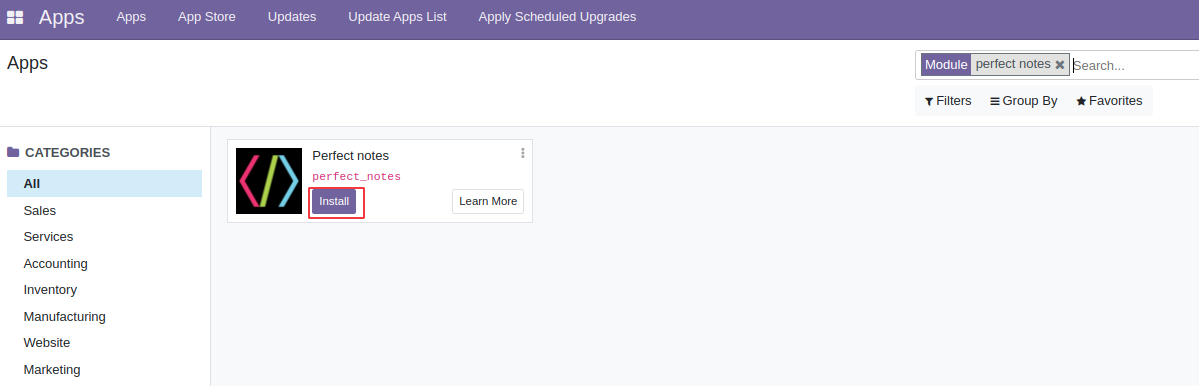 Apps Apps App Store Updates Update Apps List Apply Scheduled Upgrades
Apps
Module perfect notes Search...
Filters Group By Favorites
CATEGORIES
All
Sales
Services
Accounting
Inventory
Manufacturing
Website
Marketing
Perfect notes
perfect_notes
Install Learn More